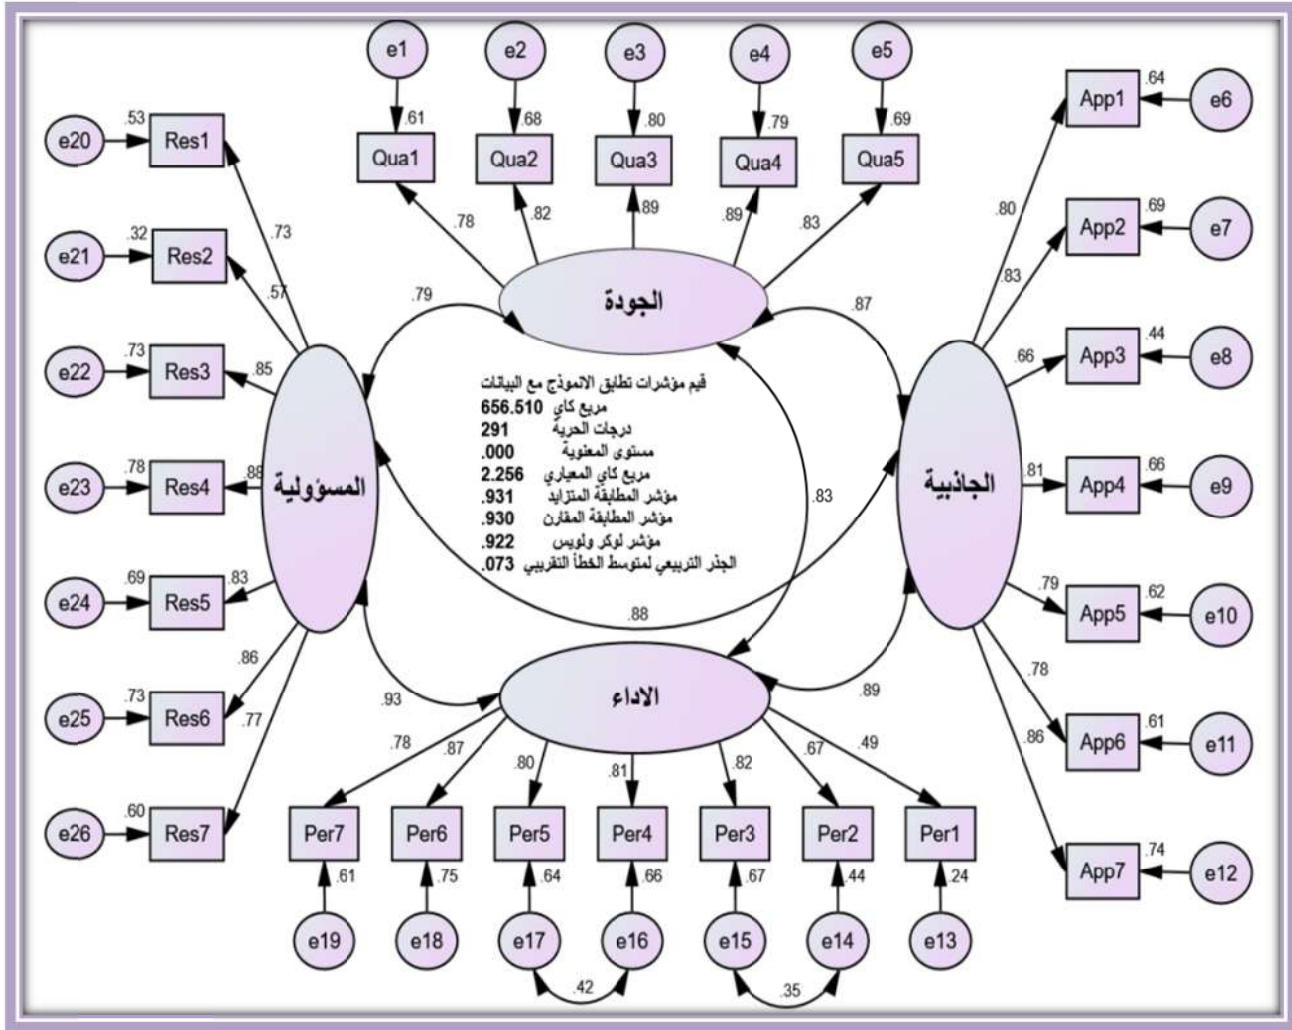 e1 e2 e3 e4 e5
.61 .68 .80 .79 .69
Qua1 Qua2 Qua3 Qua4 Qua5
.78 .82 .89 .89 .83
الجودة
.64
App1 e6
.80
.69
App2 e7
.83
.44
App3 e8
.66
.66
App4 e9
.81
.62
App5 e10
.79
.61
App6 e11
.78
.74
App7 e12
.86
الجاذبية
.53
e20 Res1
.73
.32
e21 Res2
.57
.73
e22 Res3
.85
.78
e23 Res4
.88
.69
e24 Res5
.83
.73
e25 Res6
.86
.60
e26 Res7
.77
المسؤولية
.79
.87
.83
.88
.93
.89
قيم مؤشرات تطابق الانموذج مع البيانات
مربع كاي 656.510
درجات الحرية 291
مستوى المعنوية .000
مربع كاي المعياري 2.256
مؤشر المطابقة المتزايد .931
مؤشر المطابقة المقارن .930
مؤشر لوكر ولويس .922
الجذر التربيعي لمتوسط الخطأ التقريبي .073
الاداء
.78 .87 .80 .81 .82 .67 .49
Per7 Per6 Per5 Per4 Per3 Per2 Per1
.61 .75 .64 .66 .67 .44 .24
e19 e18 e17 e16 e15 e14 e13
.42 .35